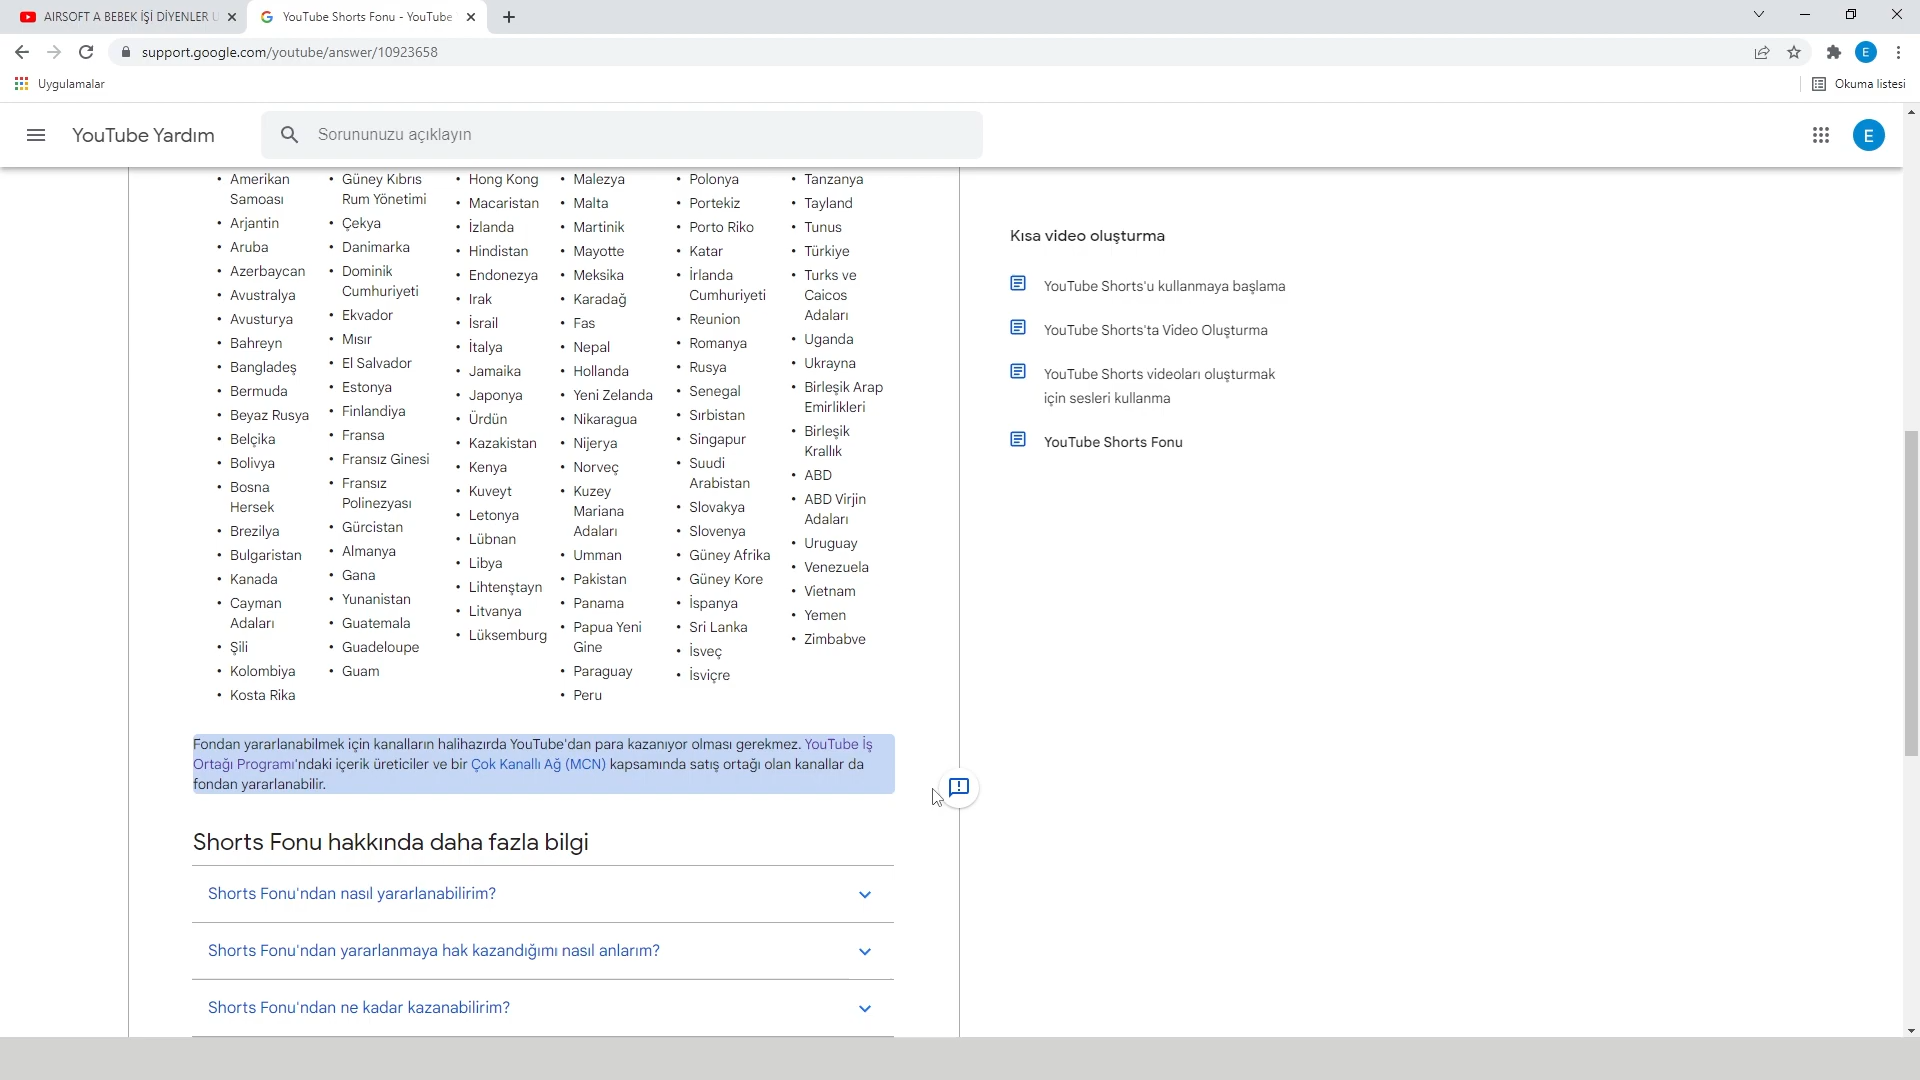 AIRSOFT A BEBEK İŞİ DİYENLER
YouTube Shorts Fonu - YouTube
support.google.com/youtube/answer/10923658
E
Uygulamalar
Okuma listesi
YouTube Yardım
Sorununuzu açıklayın
E
Amerikan
Samoası
Arjantin
Aruba
Azerbaycan
Avustralya
Avusturya
Bahreyn
Bangladeş
Bermuda
Beyaz Rusya
Belçika
Bolivya
Bosna
Hersek
Brezilya
Bulgaristan
Kanada
Cayman
Adaları
Şili
Kolombiya
Kosta Rika
Güney Kıbrıs
Rum Yönetimi
Çekya
Danimarka
Dominik
Cumhuriyeti
Ekvador
Mısır
El Salvador
Estonya
Finlandiya
Fransa
Fransız Ginesi
Fransız
Polinezyası
Gürcistan
Almanya
Gana
Yunanistan
Guatemala
Guadeloupe
Guam
Hong Kong
Macaristan
İzlanda
Hindistan
Endonezya
Irak
İsrail
İtalya
Jamaika
Japonya
Ürdün
Kazakistan
Kenya
Kuveyt
Letonya
Lübnan
Libya
Lihtenştayn
Litvanya
Lüksemburg
Malezya
Malta
Martinik
Mayotte
Meksika
Karadağ
Fas
Nepal
Hollanda
Yeni Zelanda
Nikaragua
Nijerya
Norveç
Kuzey
Mariana
Adaları
Umman
Pakistan
Panama
Papua Yeni
Gine
Paraguay
Peru
Polonya
Portekiz
Porto Riko
Katar
İrlanda
Cumhuriyeti
Reunion
Romanya
Rusya
Senegal
Sırbistan
Singapur
Suudi
Arabistan
Slovakya
Slovenya
Güney Afrika
Güney Kore
İspanya
Sri Lanka
İsveç
İsviçre
Tanzanya
Tayland
Tunus
Türkiye
Turks ve
Caicos
Adaları
Uganda
Ukrayna
Birleşik Arap
Emirlikleri
Birleşik
Krallık
ABD
ABD Virjin
Adaları
Uruguay
Venezuela
Vietnam
Yemen
Zimbabve
Fondan yararlanabilmek için kanalların halihazırda YouTube'dan para kazanıyor olması gerekmez. YouTube İş
Ortağı Programı'ndaki içerik üreticiler ve bir Çok Kanallı Ağ (MCN) kapsamında satış ortağı olan kanallar da
fondan yararlanabilir.
Shorts Fonu hakkında daha fazla bilgi
Shorts Fonu'ndan nasıl yararlanabilirim?
Shorts Fonu'ndan yararlanmaya hak kazandığımı nasıl anlarım?
Shorts Fonu'ndan ne kadar kazanabilirim?
Kısa video oluşturma
YouTube Shorts'u kullanmaya başlama
YouTube Shorts'ta Video Oluşturma
YouTube Shorts videoları oluşturmak
için sesleri kullanma
YouTube Shorts Fonu